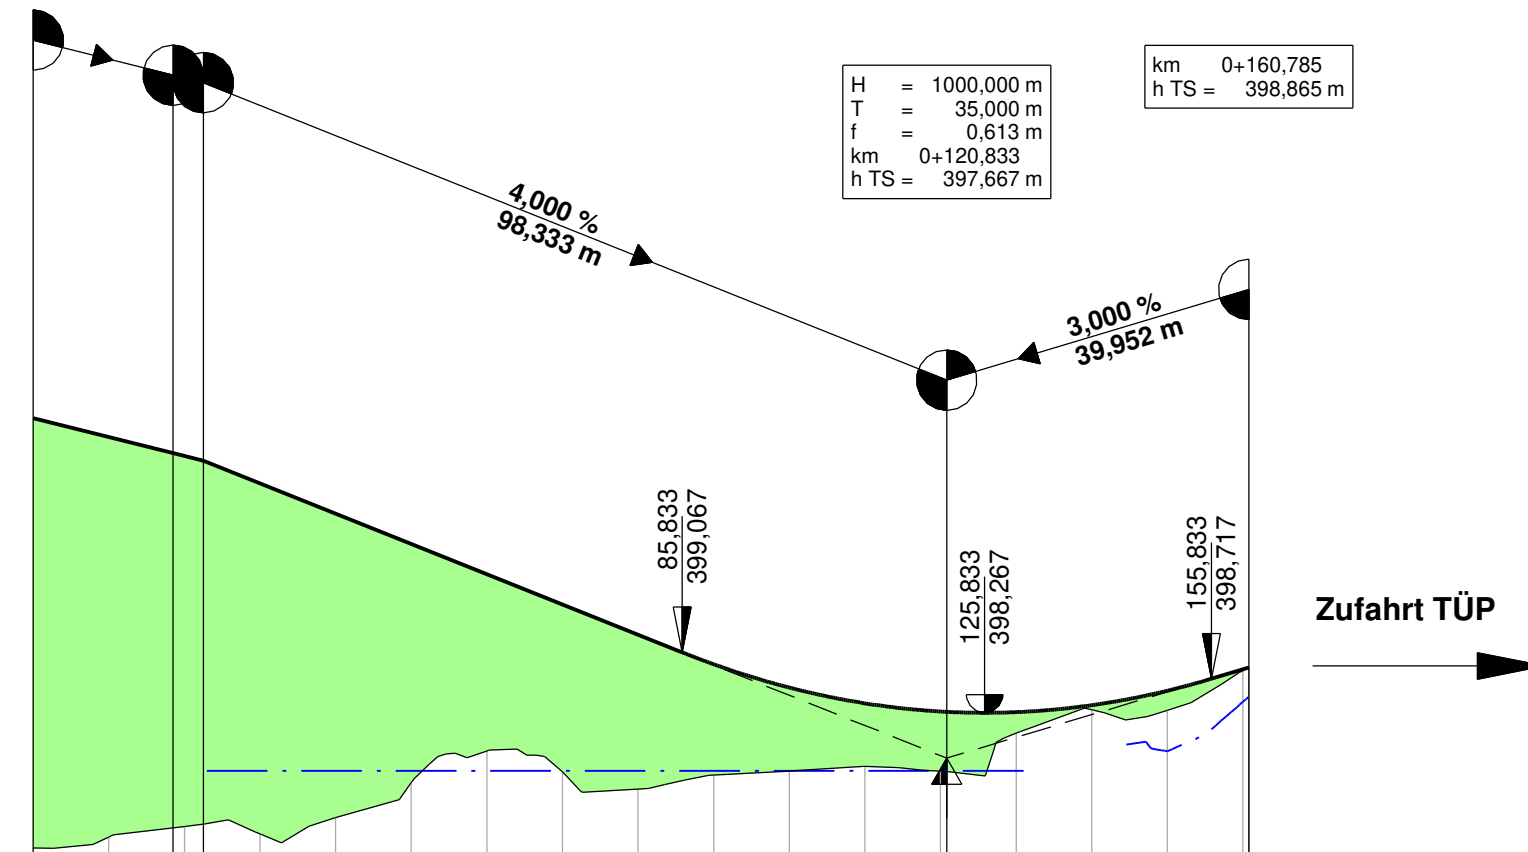 H = 1000,000 m
T = 35,000 m
f = 0,613 m
km 0+120,833
h TS = 397,667 m
km 0+160,785
h TS = 398,865 m
4,000 %
98,333 m
3,000 %
39,952 m
85,833
399,067
125,833
398,267
155,833
398,717
Zufahrt TÜP